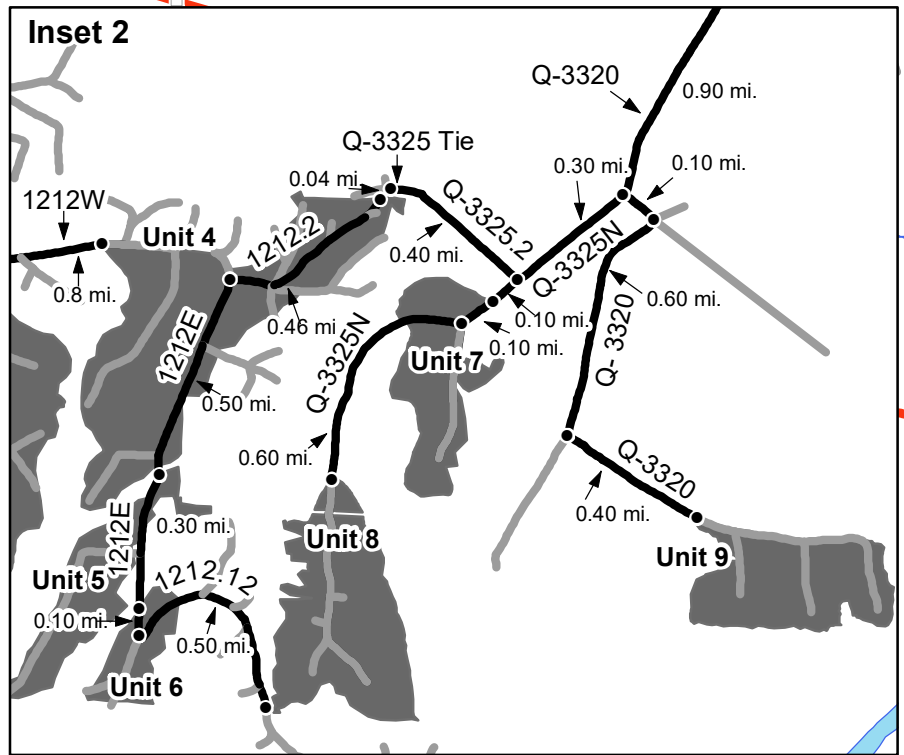 Inset 2
Q-3320
0.90 mi.
Q-3325 Tie
0.30 mi.
0.10 mi.
0.04 mi.
1212W
Unit 4
1212.2
Q-3325.2
0.40 mi.
Q-3325N
0.8 mi.
0.46 mi.
0.10 mi.
0.60 mi.
1212E
Q-3325N
0.10 mi.
Unit 7
Q- 3320
0.50 mi.
0.60 mi.
Q-3320
0.40 mi.
1212E
0.30 mi.
Unit 8
Unit 9
Unit 5
1212.12
0.10 mi.
0.50 mi.
Unit 6